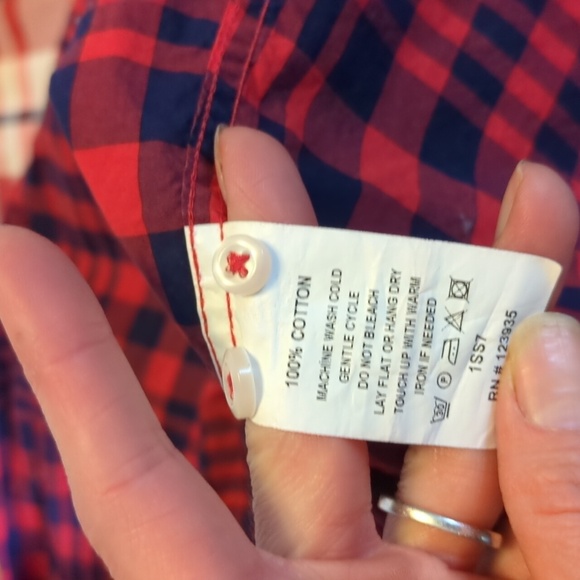 100% COTTON
MACHINE WASH COLD
GENTLE CYCLE
DO NOT BLEACH
LAY FLAT OR HANG DRY
TOUCH UP WITH WARM
IRON IF NEEDED
30 P
1SS7
RN # 123935